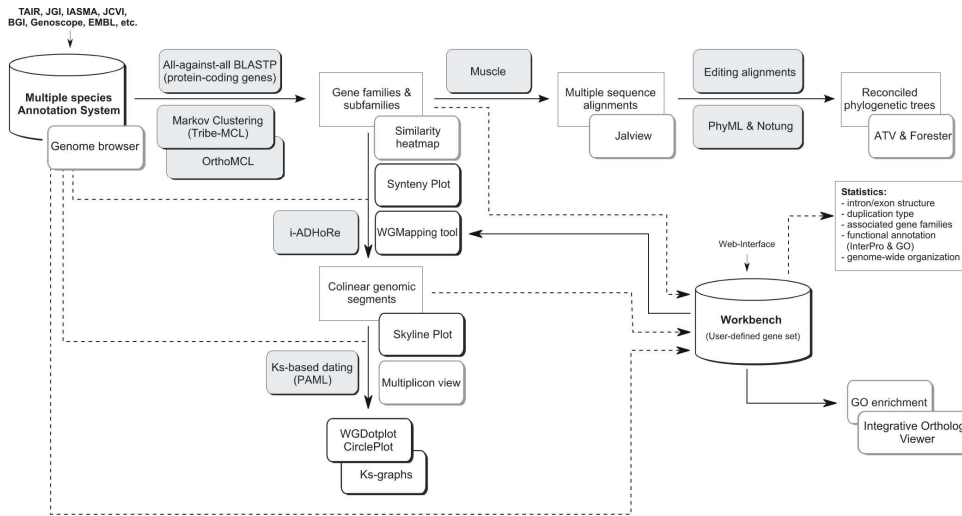 TAIR, JGI, IASMA, JCVI,
BGI, Genoscope, EMBL, etc.
Multiple species
Annotation System
Genome browser
All-against-all BLASTP
(protein-coding genes)
Markov Clustering
(Tribe-MCL)
OrthoMCL
Gene families &
subfamilies
Similarity
heatmap
Synteny Plot
i-ADHoRe
WGMapping tool
Colinear genomic
segments
Skyline Plot
Ks-based dating
(PAML)
Multiplicon view
WGDotplot
CirclePlot
Ks-graphs
Muscle
Multiple sequence
alignments
Jalview
Editing alignments
PhyML & Notung
Reconciled
phylogenetic trees
ATV & Forester
Statistics:
- intron/exon structure
- duplication type
- associated gene families
- functional annotation
(InterPro & GO)
- genome-wide organization
Web-Interface
Workbench
(User-defined gene set)
GO enrichment
Integrative Ortholog
Viewer